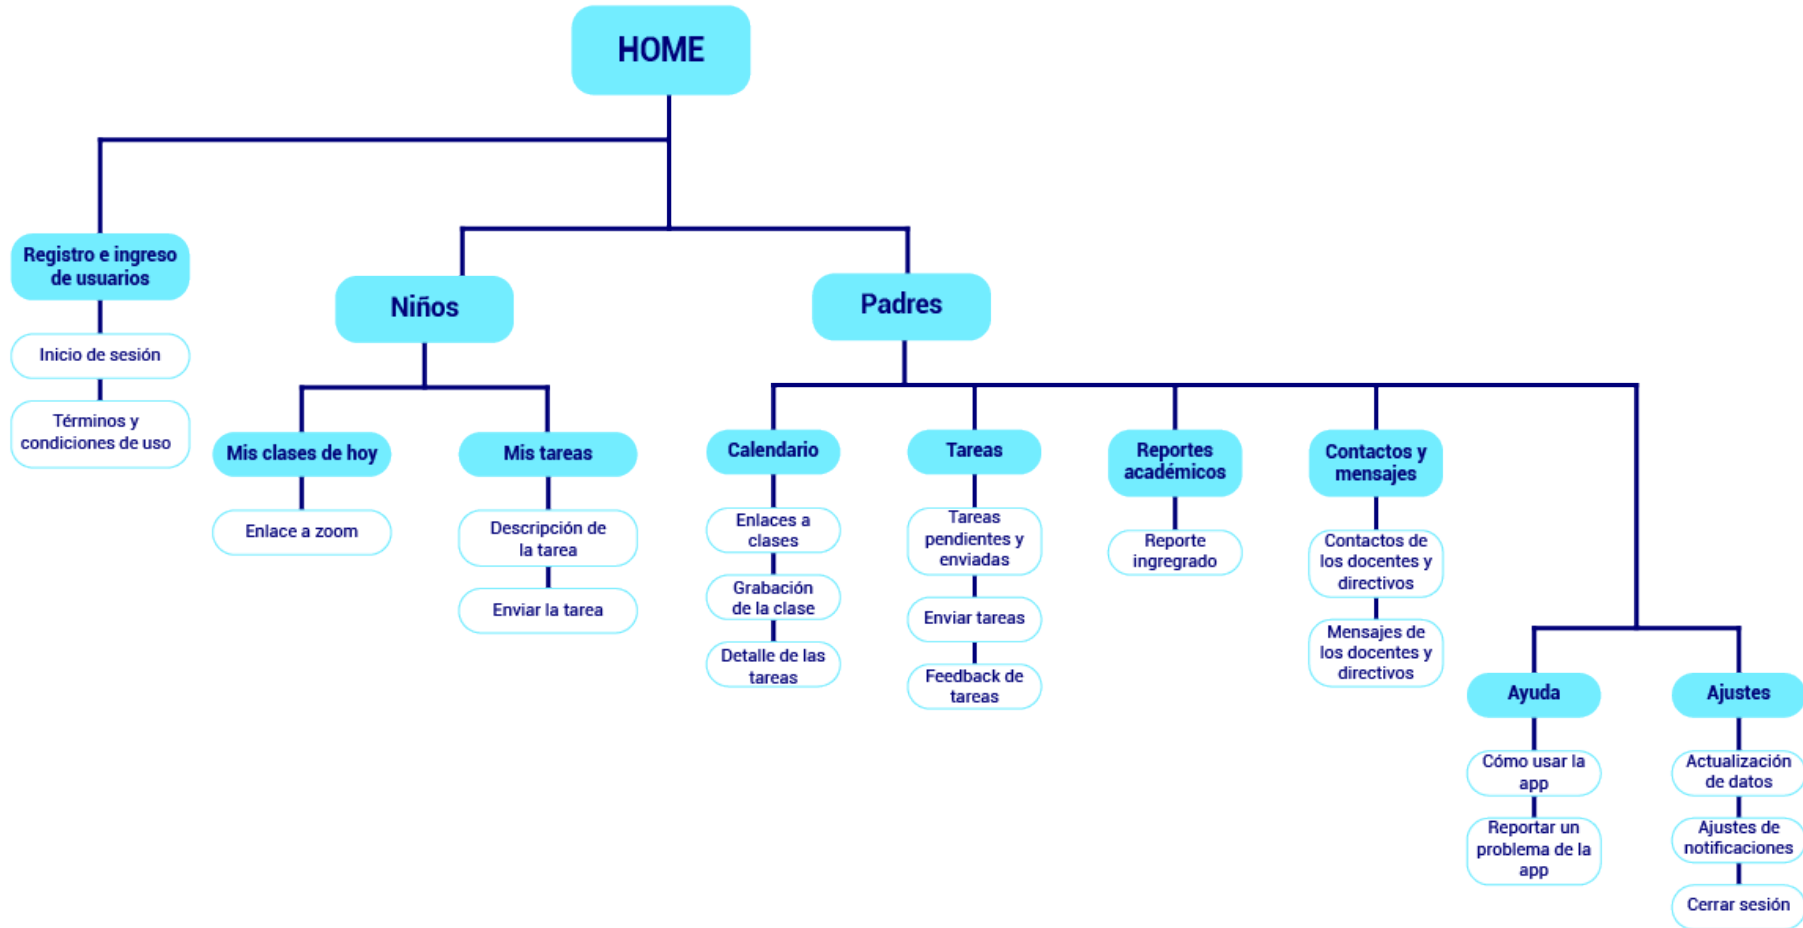 HOME
Registro e ingreso
de usuarios
Inicio de sesión
Términos y
condiciones de uso
Niños
Mis clases de hoy
Enlace a zoom
Mis tareas
Descripción de
la tarea
Enviar la tarea
Padres
Calendario
Enlaces a
clases
Grabación
de la clase
Detalle de las
tareas
Tareas
Tareas
pendientes y
enviadas
Enviar tareas
Feedback de
tareas
Reportes
académicos
Reporte
ingregrado
Contactos y
mensajes
Contactos de
los docentes y
directivos
Mensajes de
los docentes y
directivos
Ayuda
Cómo usar la
app
Reportar un
problema de la
app
Ajustes
Actualización
de datos
Ajustes de
notificaciones
Cerrar sesión